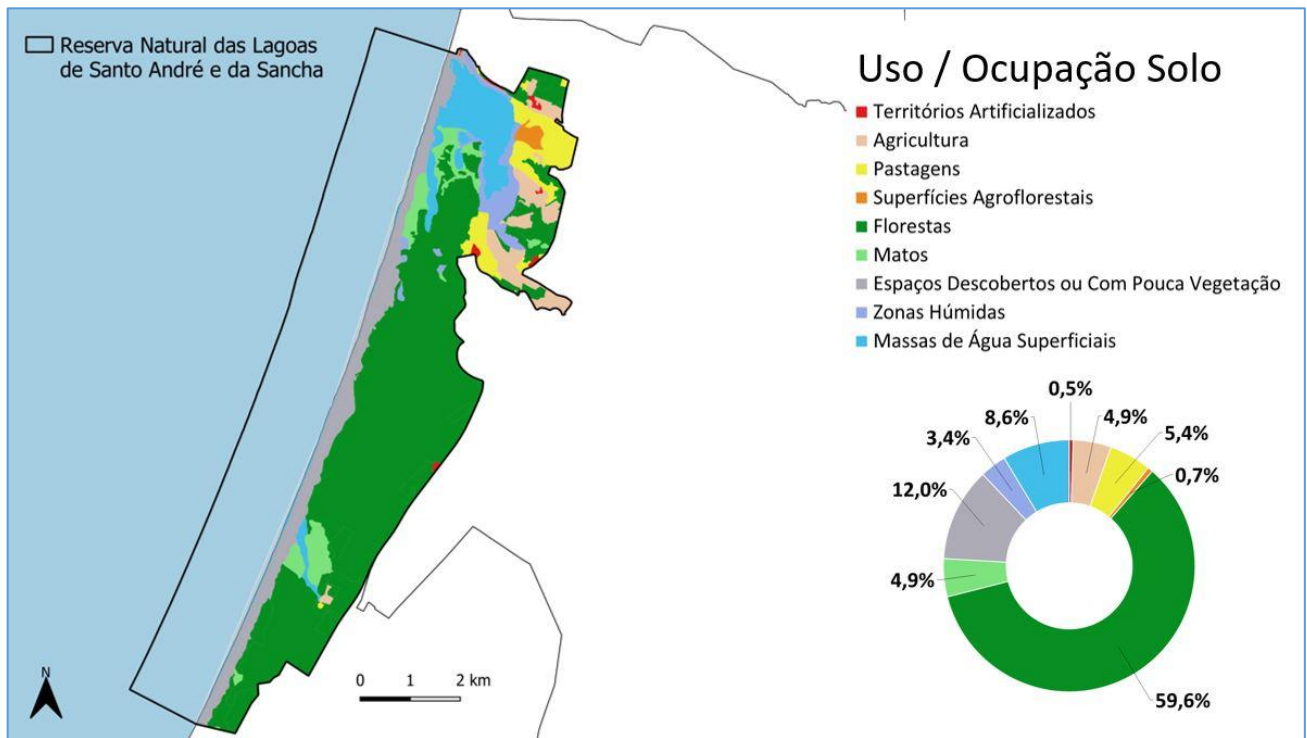 Reserva Natural das Lagoas
de Santo André e da Sancha
Uso / Ocupação Solo
Territórios Artificializados
Agricultura
Pastagens
Superfícies Agroflorestais
Florestas
Matos
Espaços Descobertos ou Com Pouca Vegetação
Zonas Húmidas
Massas de Água Superficiais
0,5%
4,9%
5,4%
0,7%
59,6%
4,9%
12,0%
3,4%
8,6%
N
0 1 2 km